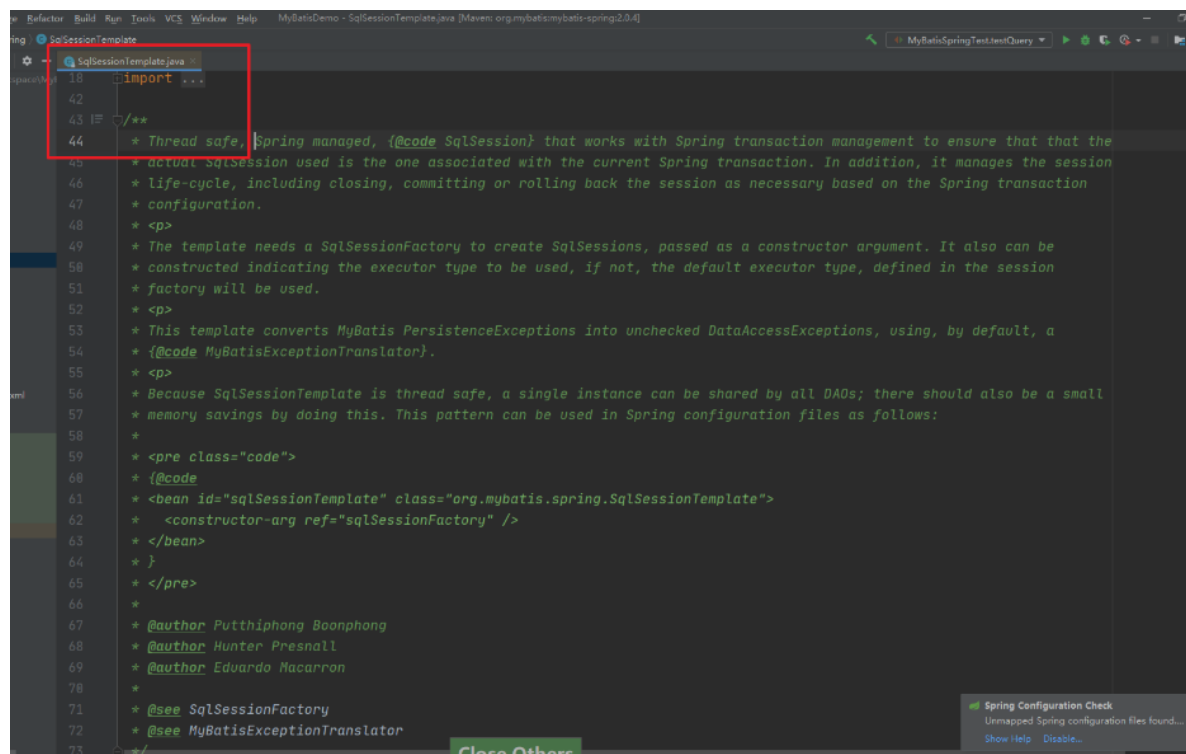 Refactor Build Run Tools VCS Window Help MyBatisDemo - SqlSessionTemplate.java [Maven: org.mybatis:mybatis-spring:2.0.4]
ring SqlSessionTemplate MyBatisSpringTest.testQuery
SqlSessionTemplate.java
18 import ...
42
43 /**
44 * Thread safe, Spring managed, {@code SqlSession} that works with Spring transaction management to ensure that that the
45 * actual SqlSession used is the one associated with the current Spring transaction. In addition, it manages the session
46 * life-cycle, including closing, committing or rolling back the session as necessary based on the Spring transaction
47 * configuration.
48 * <p>
49 * The template needs a SqlSessionFactory to create SqlSessions, passed as a constructor argument. It also can be
50 * constructed indicating the executor type to be used, if not, the default executor type, defined in the session
51 * factory will be used.
52 * <p>
53 * This template converts MyBatis PersistenceExceptions into unchecked DataAccessExceptions, using, by default, a
54 * {@code MyBatisExceptionTranslator}.
55 * <p>
xml 56 * Because SqlSessionTemplate is thread safe, a single instance can be shared by all DAOs; there should also be a small
57 * memory savings by doing this. This pattern can be used in Spring configuration files as follows:
58 *
59 * <pre class="code">
60 * {@code
61 * <bean id="sqlSessionTemplate" class="org.mybatis.spring.SqlSessionTemplate">
62 *   <constructor-arg ref="sqlSessionFactory" />
63 * </bean>
64 * }
65 * </pre>
66 *
67 * @author Putthiphong Boonphong
68 * @author Hunter Presnall
69 * @author Eduardo Macarron
70 *
71 * @see SqlSessionFactory
72 * @see MyBatisExceptionTranslator
73 */
Spring Configuration Check
Unmapped Spring configuration files found....
Show Help Disable...
Close Others